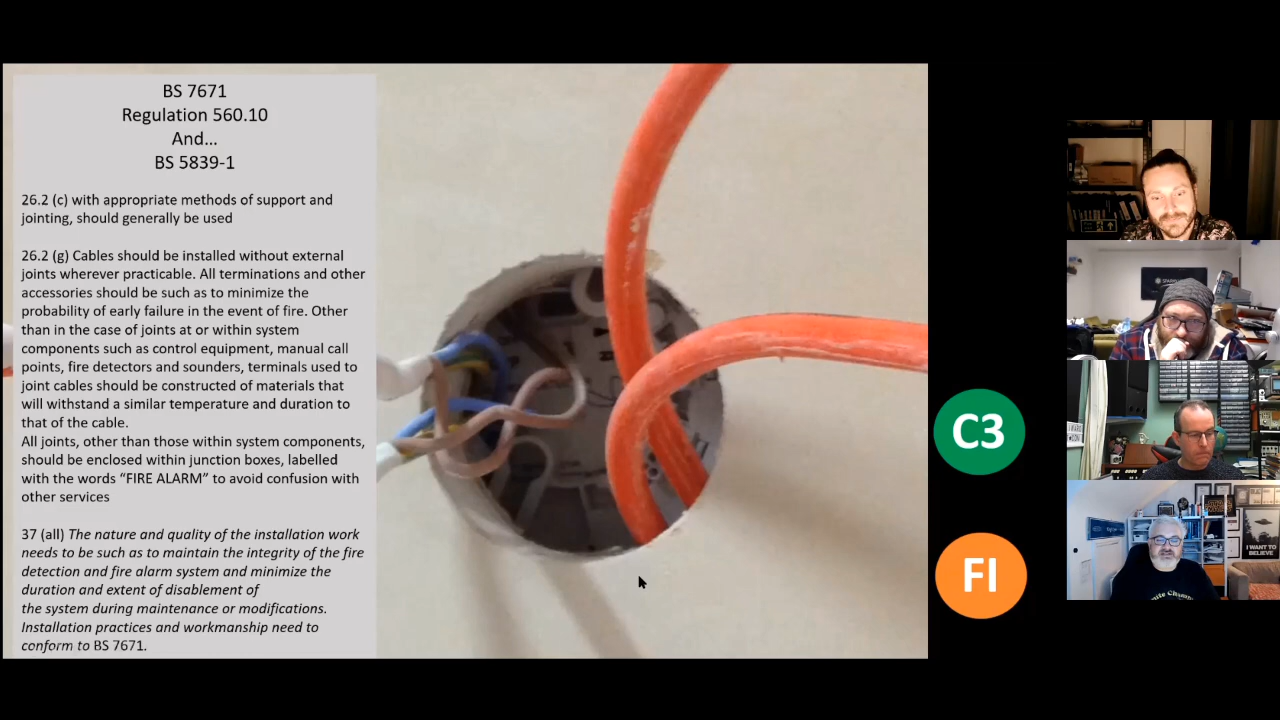 BS 7671
Regulation 560.10
And...
BS 5839-1
26.2 (c) with appropriate methods of support and
jointing, should generally be used
26.2 (g) Cables should be installed without external
joints wherever practicable. All terminations and other
accessories should be such as to minimize the
probability of early failure in the event of fire. Other
than in the case of joints at or within system
components such as control equipment, manual call
points, fire detectors and sounders, terminals used to
joint cables should be constructed of materials that
will withstand a similar temperature and duration to
that of the cable.
All joints, other than those within system components,
should be enclosed within junction boxes, labelled
with the words “FIRE ALARM” to avoid confusion with
other services
37 (all) The nature and quality of the installation work
needs to be such as to maintain the integrity of the fire
detection and fire alarm system and minimize the
duration and extent of disablement of
the system during maintenance or modifications.
Installation practices and workmanship need to
conform to BS 7671.
C3
FI
I WANT TO
BELIEVE